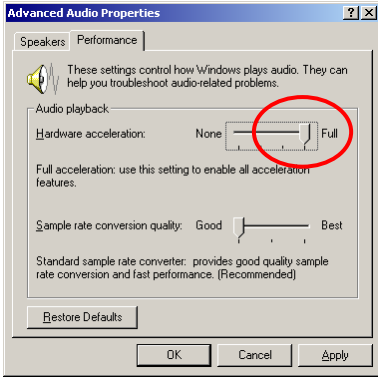 Advanced Audio Properties
Speakers Performance
These settings control how Windows plays audio. They can
help you troubleshoot audio-related problems.
Audio playback
Hardware acceleration: None Full
Full acceleration: use this setting to enable all acceleration
features.
Sample rate conversion quality: Good Best
Standard sample rate converter: provides good quality sample
rate conversion and fast performance. (Recommended)
Restore Defaults
OK Cancel Apply